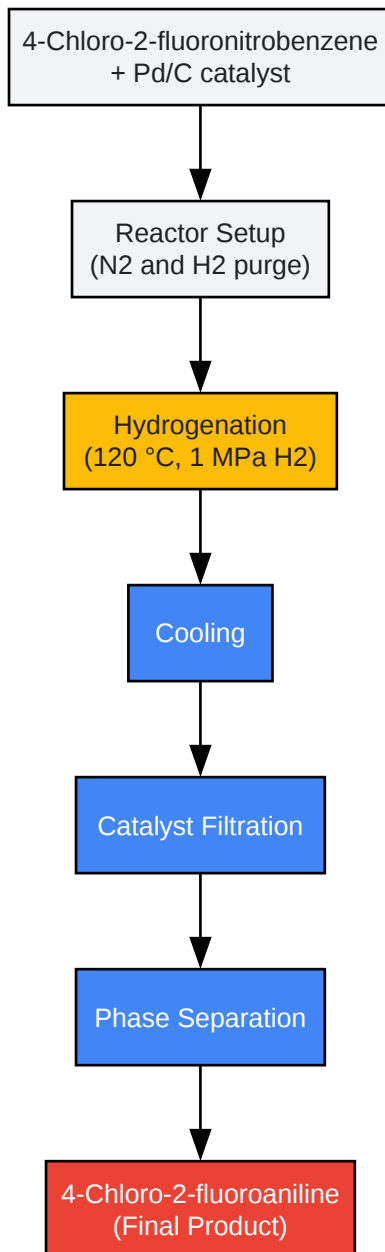 4-Chloro-2-fluoronitrobenzene
+ Pd/C catalyst
Reactor Setup
(N2 and H2 purge)
Hydrogenation
(120 °C, 1 MPa H2)
Cooling
Catalyst Filtration
Phase Separation
4-Chloro-2-fluoroaniline
(Final Product)